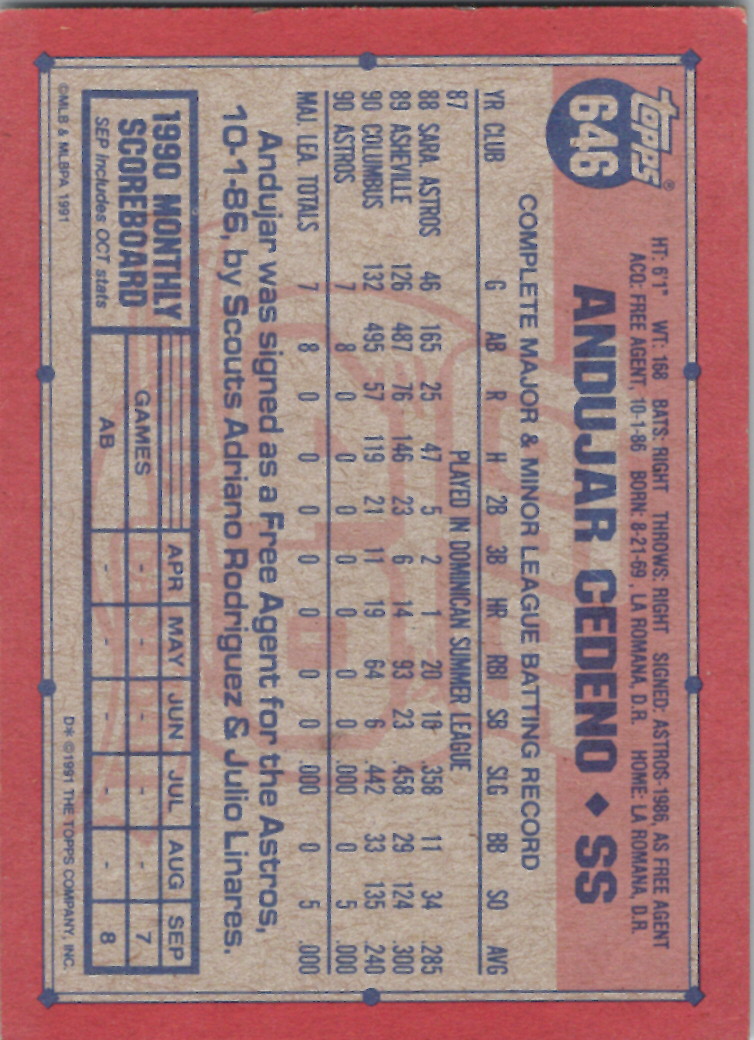 Topps®
646
HT: 6'1" WT: 168 BATS: RIGHT THROWS: RIGHT SIGNED: ASTROS-1986, AS FREE AGENT
ACQ: FREE AGENT, 10-1-86 BORN: 8-21-69, LA ROMANA, D.R. HOME: LA ROMANA, D.R.
ANDUJAR CEDENO ♦ SS
COMPLETE MAJOR & MINOR LEAGUE BATTING RECORD
YR CLUB G AB R H 2B 3B HR RBI SB SLG BB SO AVG
87 PLAYED IN DOMINICAN SUMMER LEAGUE
88 SARA. ASTROS 46 165 25 47 5 2 1 20 18 .358 11 34 .285
89 ASHEVILLE 126 487 76 146 23 6 14 93 23 .458 29 124 .300
90 COLUMBUS 132 495 57 119 21 11 19 64 6 .442 33 135 .240
90 ASTROS 7 8 0 0 0 0 0 0 0 .000 0 5 .000
MAJ. LEA. TOTALS 7 8 0 0 0 0 0 0 0 .000 0 5 .000
Andujar was signed as a Free Agent for the Astros,
10-1-86, by Scouts Adriano Rodriguez & Julio Linares.
1990 MONTHLY
SCOREBOARD
SEP includes OCT stats
APR MAY JUN JUL AUG SEP
GAMES - - - - - 7
AB - - - - - 8
©MLB & MLBPA 1991
D* ©1991 THE TOPPS COMPANY, INC.